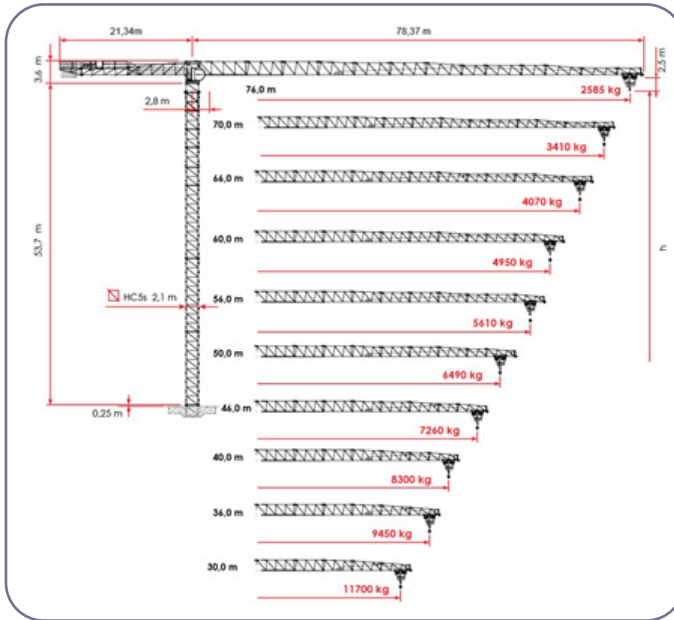 21,34m
78,37 m
3,6 m
2,5 m
76,0 m
2585 kg
2,8 m
70,0 m
3410 kg
66,0 m
4070 kg
53,7 m
60,0 m
4950 kg
h
HC5s 2,1 m
56,0 m
5610 kg
50,0 m
6490 kg
0,25 m
46,0 m
7260 kg
40,0 m
8300 kg
36,0 m
9450 kg
30,0 m
11700 kg